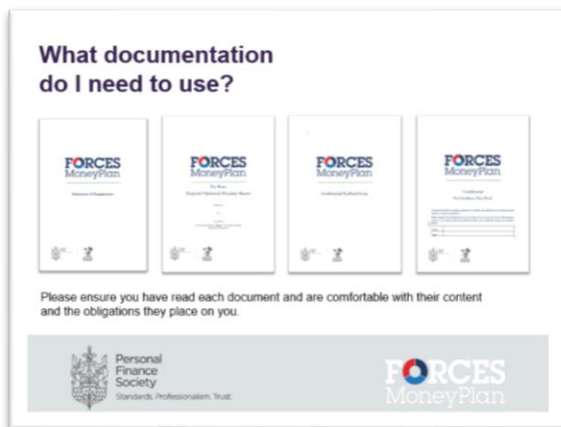 What documentation
do I need to use?
FORCES
MoneyPlan
FORCES
MoneyPlan
FORCES
MoneyPlan
FORCES
MoneyPlan
Please ensure you have read each document and are comfortable with their content
and the obligations they place on you.
Personal
Finance
Society
Standards. Professionalism. Trust.
FORCES
MoneyPlan